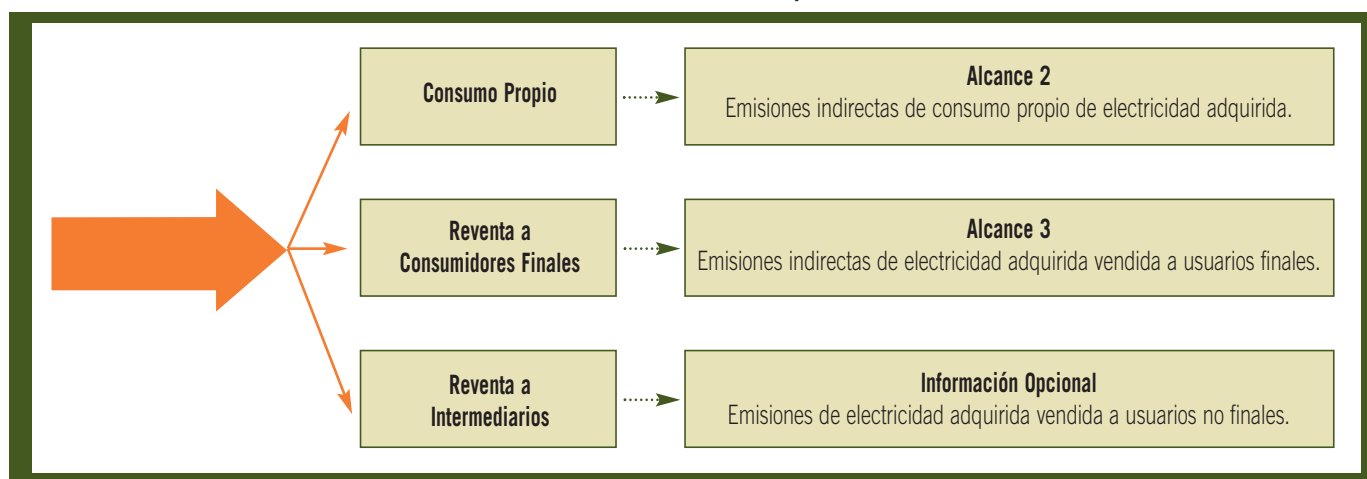 Consumo Propio
Alcance 2
Emisiones indirectas de consumo propio de electricidad adquirida.
Reventa a
Consumidores Finales
Alcance 3
Emisiones indirectas de electricidad adquirida vendida a usuarios finales.
Reventa a
Intermediarios
Información Opcional
Emisiones de electricidad adquirida vendida a usuarios no finales.